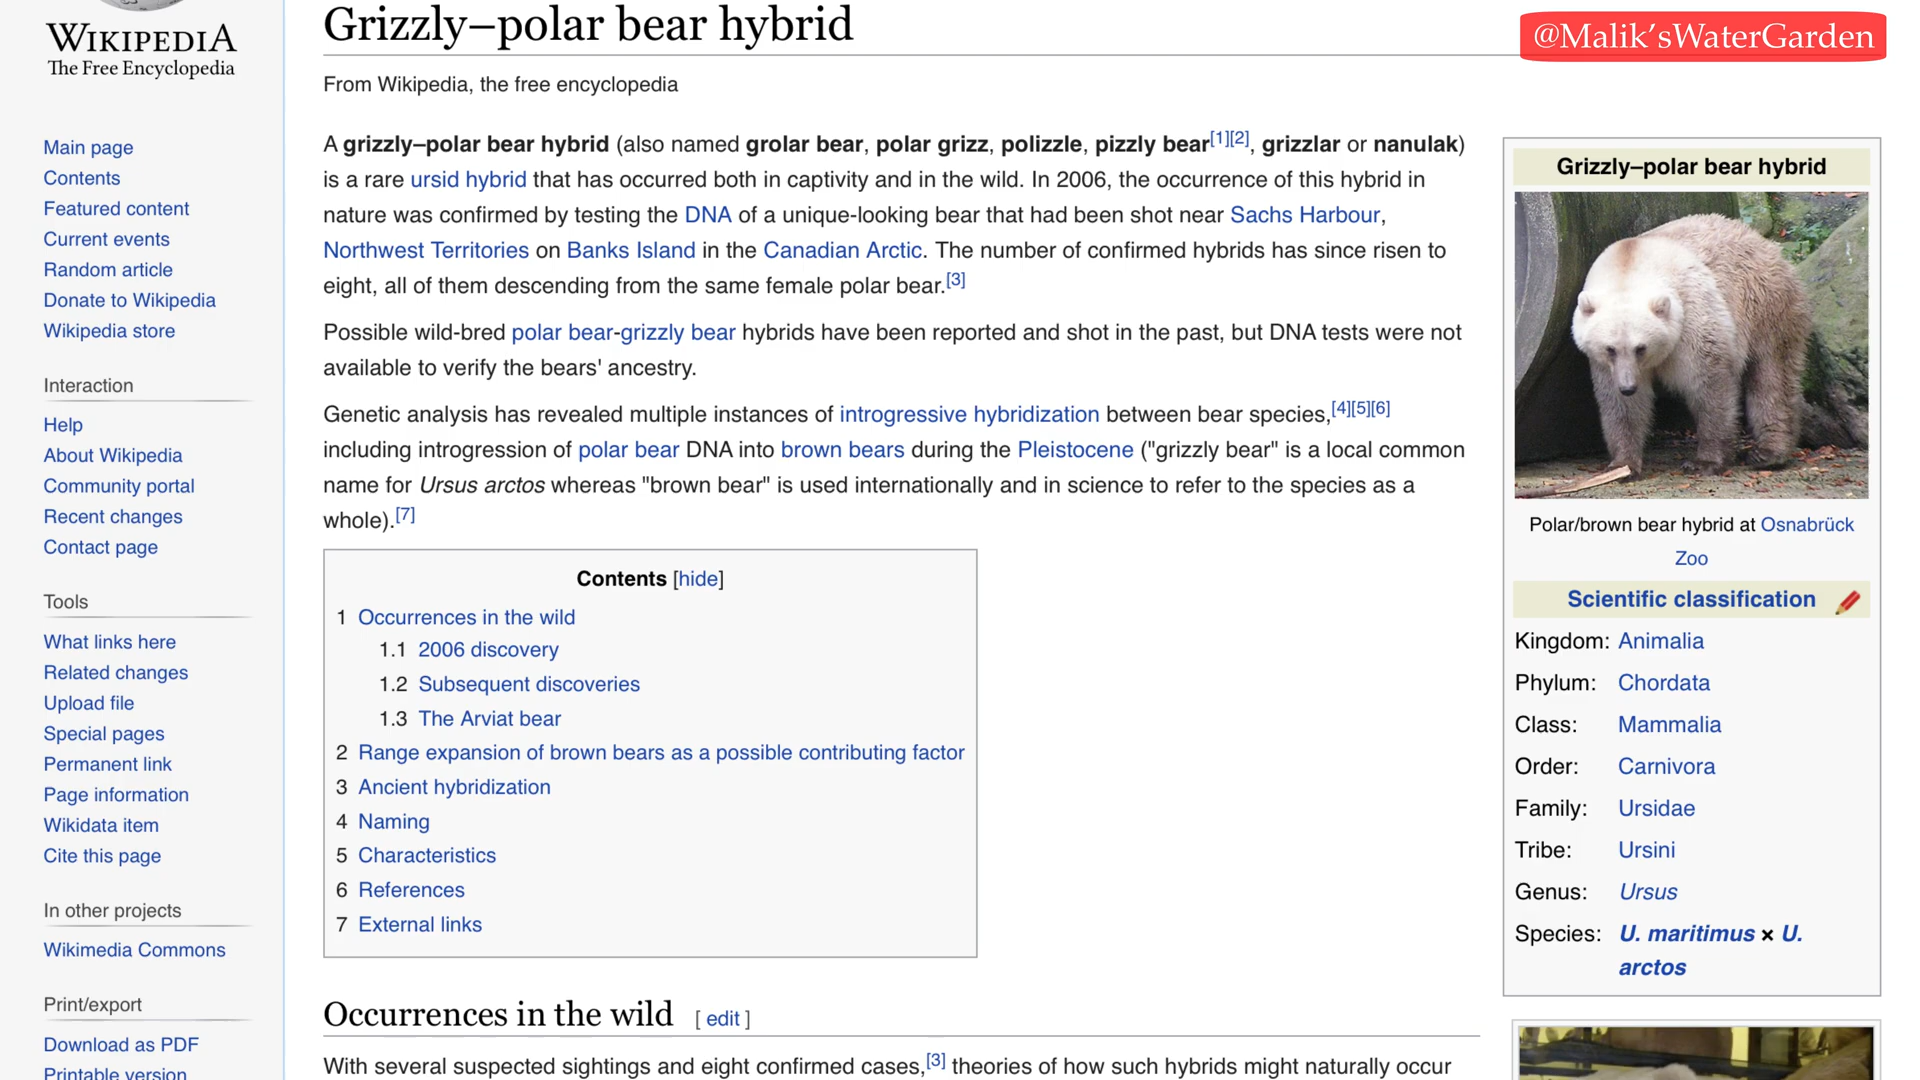 WIKIPEDIA
The Free Encyclopedia
Main page
Contents
Featured content
Current events
Random article
Donate to Wikipedia
Wikipedia store
Interaction
Help
About Wikipedia
Community portal
Recent changes
Contact page
Tools
What links here
Related changes
Upload file
Special pages
Permanent link
Page information
Wikidata item
Cite this page
In other projects
Wikimedia Commons
Print/export
Download as PDF
Printable version
Grizzly–polar bear hybrid
@Malik’sWaterGarden
From Wikipedia, the free encyclopedia
A grizzly–polar bear hybrid (also named grolar bear, polar grizz, polizzle, pizzly bear[1][2], grizzlar or nanulak)
is a rare ursid hybrid that has occurred both in captivity and in the wild. In 2006, the occurrence of this hybrid in
nature was confirmed by testing the DNA of a unique-looking bear that had been shot near Sachs Harbour,
Northwest Territories on Banks Island in the Canadian Arctic. The number of confirmed hybrids has since risen to
eight, all of them descending from the same female polar bear.[3]
Possible wild-bred polar bear-grizzly bear hybrids have been reported and shot in the past, but DNA tests were not
available to verify the bears' ancestry.
Genetic analysis has revealed multiple instances of introgressive hybridization between bear species,[4][5][6]
including introgression of polar bear DNA into brown bears during the Pleistocene ("grizzly bear" is a local common
name for Ursus arctos whereas "brown bear" is used internationally and in science to refer to the species as a
whole).[7]
Contents [hide]
1 Occurrences in the wild
1.1 2006 discovery
1.2 Subsequent discoveries
1.3 The Arviat bear
2 Range expansion of brown bears as a possible contributing factor
3 Ancient hybridization
4 Naming
5 Characteristics
6 References
7 External links
Occurrences in the wild [ edit ]
With several suspected sightings and eight confirmed cases,[3] theories of how such hybrids might naturally occur
Grizzly–polar bear hybrid
Polar/brown bear hybrid at Osnabrück
Zoo
Scientific classification
Kingdom: Animalia
Phylum: Chordata
Class: Mammalia
Order: Carnivora
Family: Ursidae
Tribe: Ursini
Genus: Ursus
Species: U. maritimus × U.
arctos